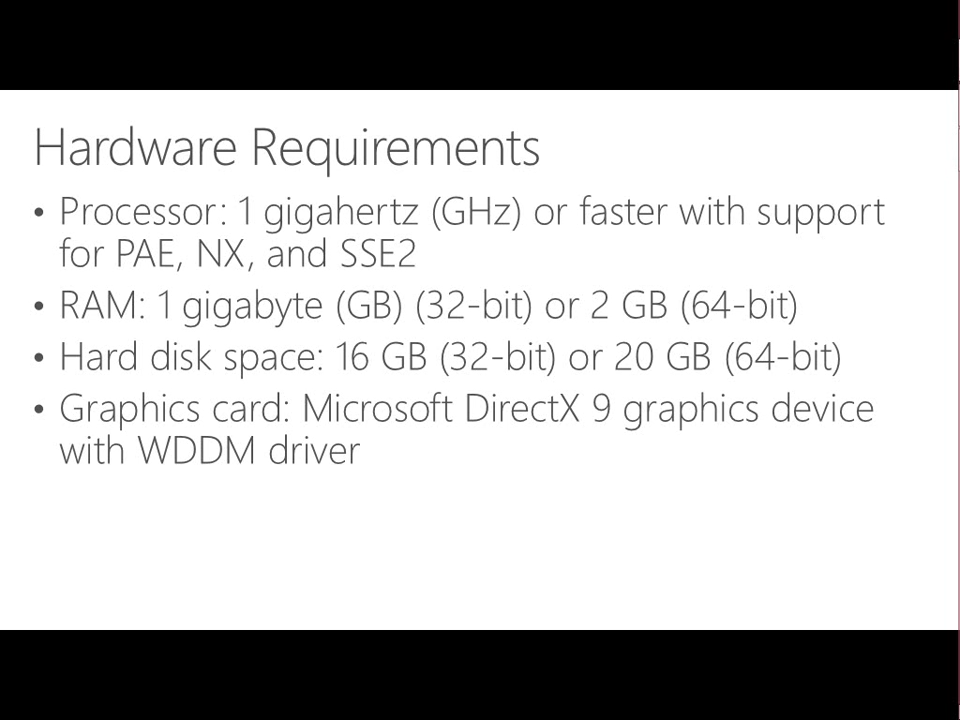 Hardware Requirements
• Processor: 1 gigahertz (GHz) or faster with support
for PAE, NX, and SSE2
• RAM: 1 gigabyte (GB) (32-bit) or 2 GB (64-bit)
• Hard disk space: 16 GB (32-bit) or 20 GB (64-bit)
• Graphics card: Microsoft DirectX 9 graphics device
with WDDM driver